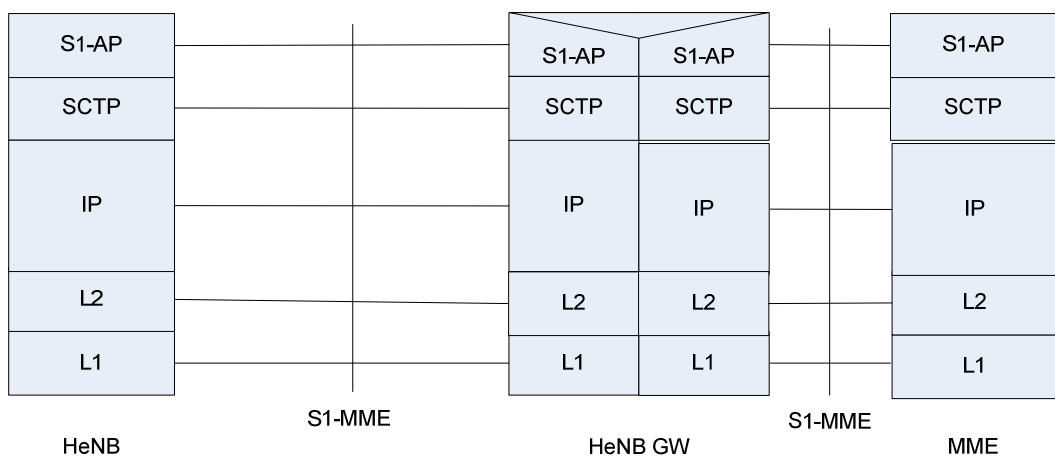 S1-AP
S1-AP
S1-AP
S1-AP
SCTP
SCTP
SCTP
SCTP
IP
IP
IP
IP
L2
L2
L2
L2
L1
L1
L1
L1
S1-MME
S1-MME
HeNB
HeNB GW
MME